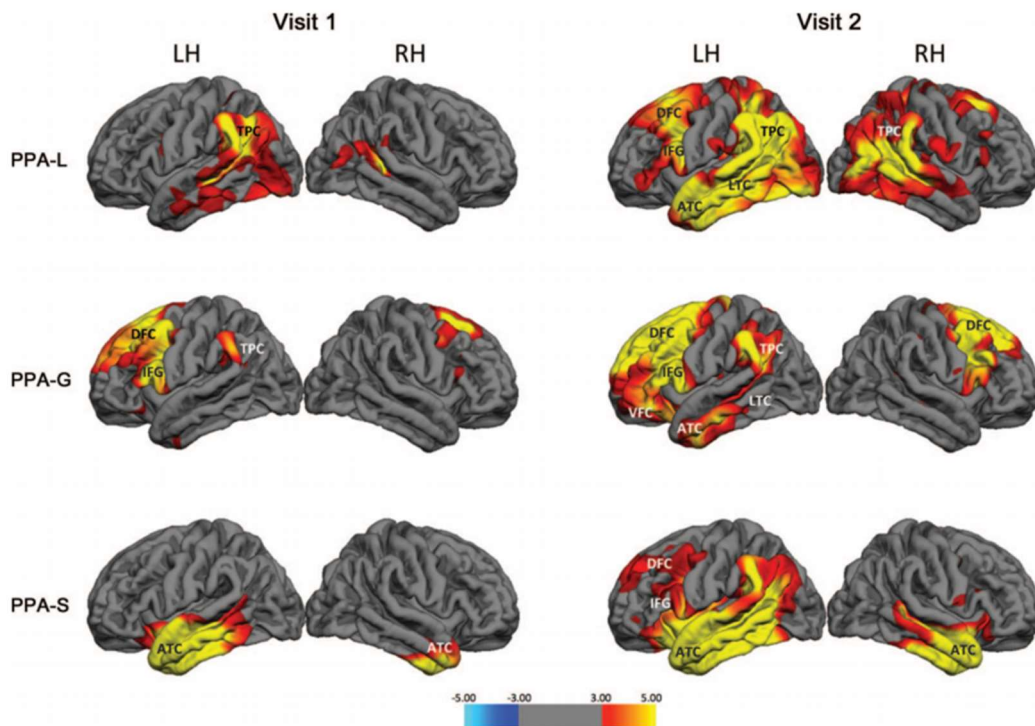 Visit 1
Visit 2
LH
RH
LH
RH
PPA-L
TPC
DFC
IFG
TPC
LTC
ATC
TPC
PPA-G
DFC
IFG
TPC
DFC
IFG
TPC
VFC
LTC
ATC
DFC
PPA-S
ATC
ATC
DFC
IFG
ATC
ATC
-5.00 -3.00 3.00 5.00